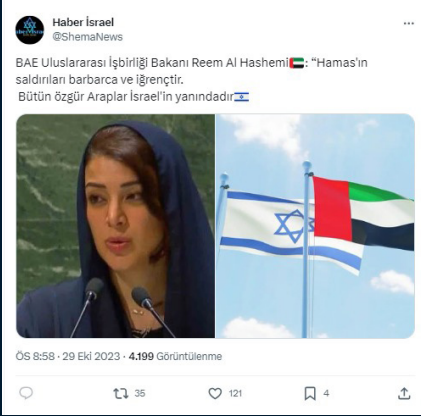 Haber İsrael
@ShemaNews
BAE Uluslararası İşbirliği Bakanı Reem Al Hashemi🇦🇪: “Hamas'ın
saldırıları barbarca ve iğrençtir.
Bütün özgür Araplar İsrael'in yanındadır🇮🇱
ÖS 8:58 · 29 Eki 2023 · 4.199 Görüntülenme
35
121
4